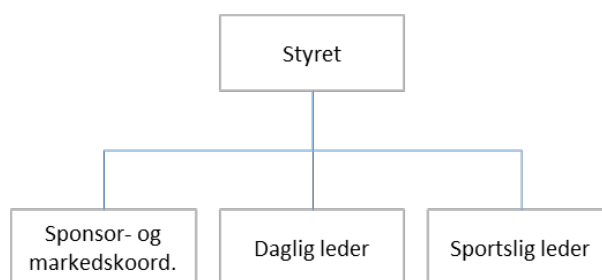 Styret
Sponsor- og
markedskoord.
Daglig leder
Sportslig leder